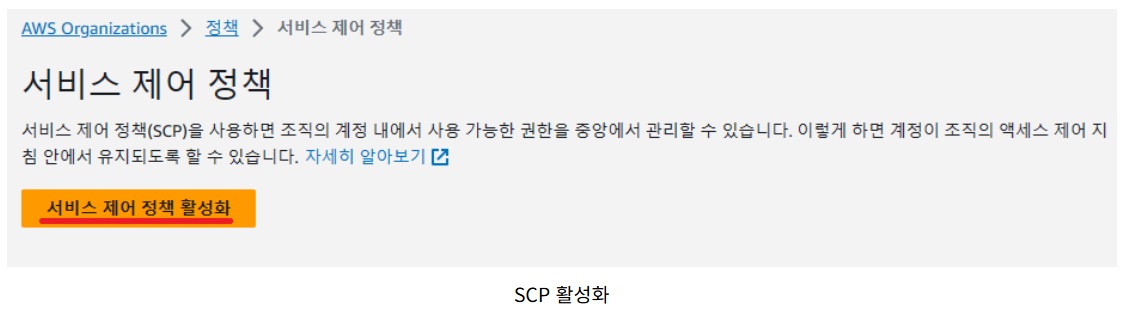 AWS Organizations > 정책 > 서비스 제어 정책
서비스 제어 정책
서비스 제어 정책(SCP)을 사용하면 조직의 계정 내에서 사용 가능한 권한을 중앙에서 관리할 수 있습니다. 이렇게 하면 계정이 조직의 액세스 제어 지
침 안에서 유지되도록 할 수 있습니다. 자세히 알아보기
서비스 제어 정책 활성화
SCP 활성화